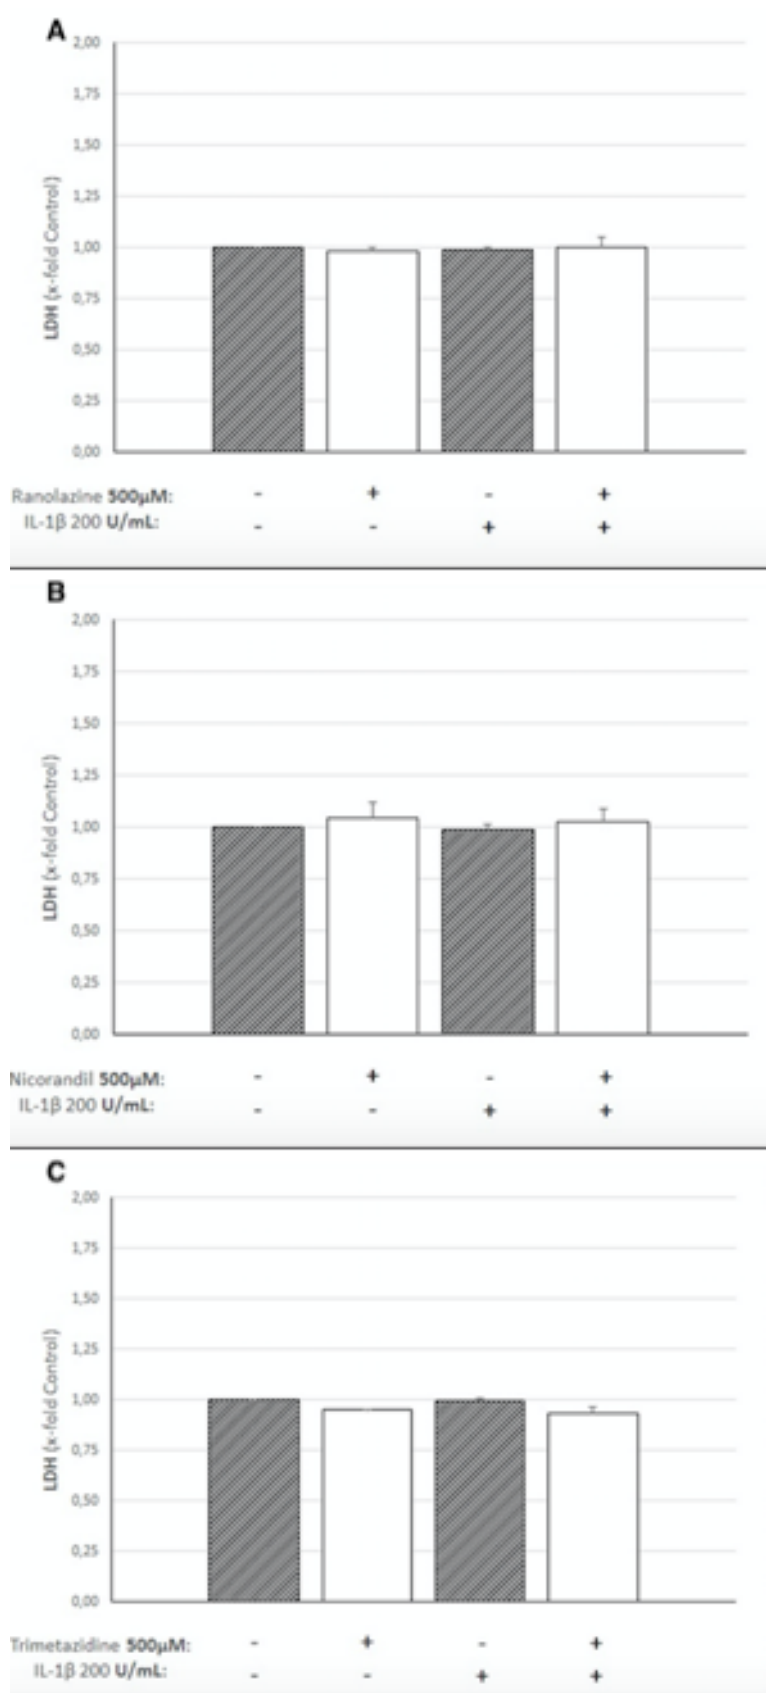 A
2,00
1,75
1,50
1,25
1,00
0,75
0,50
0,25
0,00
LDH (x-fold Control)
Ranolazine 500µM: - + - +
IL-1β 200 U/mL: - - + +
B
2,00
1,75
1,50
1,25
1,00
0,75
0,50
0,25
0,00
LDH (x-fold Control)
Nicorandil 500µM: - + - +
IL-1β 200 U/mL: - - + +
C
2,00
1,75
1,50
1,25
1,00
0,75
0,50
0,25
0,00
LDH (x-fold Control)
Trimetazidine 500µM: - + - +
IL-1β 200 U/mL: - - + +